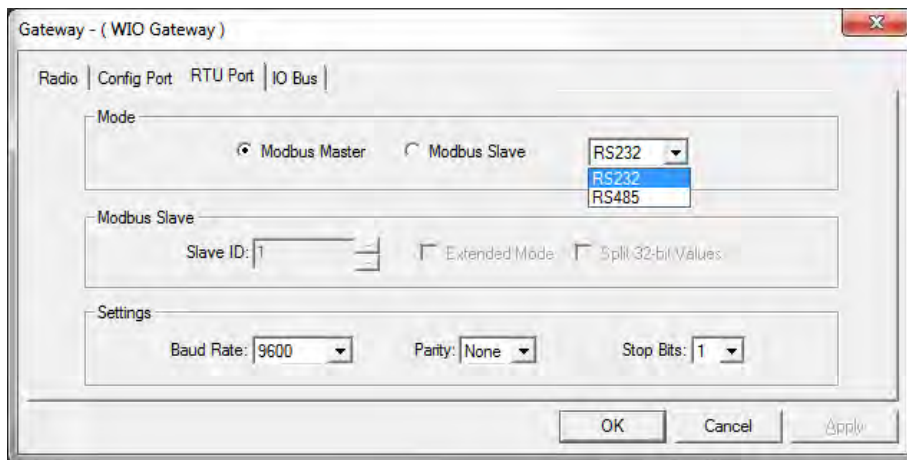 Gateway - ( WIO Gateway )
Radio Config Port RTU Port IO Bus
Mode
Modbus Master Modbus Slave RS232
RS232
RS485
Modbus Slave
Slave ID: 1 Extended Mode Split 32-bit Values
Settings
Baud Rate: 9600 Parity: None Stop Bits: 1
OK Cancel Apply